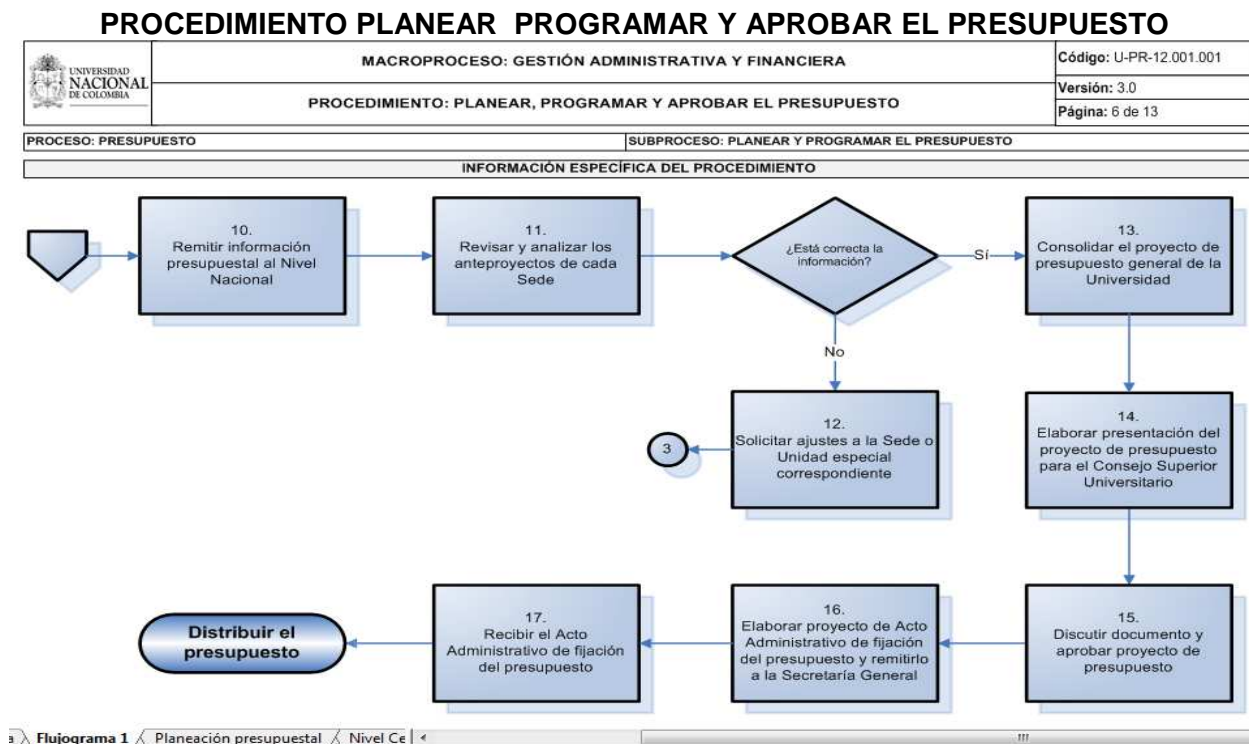 PROCEDIMIENTO PLANEAR PROGRAMAR Y APROBAR EL PRESUPUESTO
UNIVERSIDAD
NACIONAL
DE COLOMBIA
MACROPROCESO: GESTIÓN ADMINISTRATIVA Y FINANCIERA
PROCEDIMIENTO: PLANEAR, PROGRAMAR Y APROBAR EL PRESUPUESTO
Código: U-PR-12.001.001
Versión: 3.0
Página: 6 de 13
PROCESO: PRESUPUESTO
SUBPROCESO: PLANEAR Y PROGRAMAR EL PRESUPUESTO
INFORMACIÓN ESPECÍFICA DEL PROCEDIMIENTO
10.
Remitir información
presupuestal al Nivel
Nacional
11.
Revisar y analizar los
anteproyectos de cada
Sede
¿Está correcta la
información?
Sí
13.
Consolidar el proyecto de
presupuesto general de la
Universidad
No
12.
Solicitar ajustes a la Sede o
Unidad especial
correspondiente
3
14.
Elaborar presentación del
proyecto de presupuesto
para el Consejo Superior
Universitario
15.
Discutir documento y
aprobar proyecto de
presupuesto
16.
Elaborar proyecto de Acto
Administrativo de fijación
del presupuesto y remitirlo
a la Secretaría General
17.
Recibir el Acto
Administrativo de fijación
del presupuesto
Distribuir el
presupuesto
a Flujograma 1 Planeación presupuestal Nivel Ce